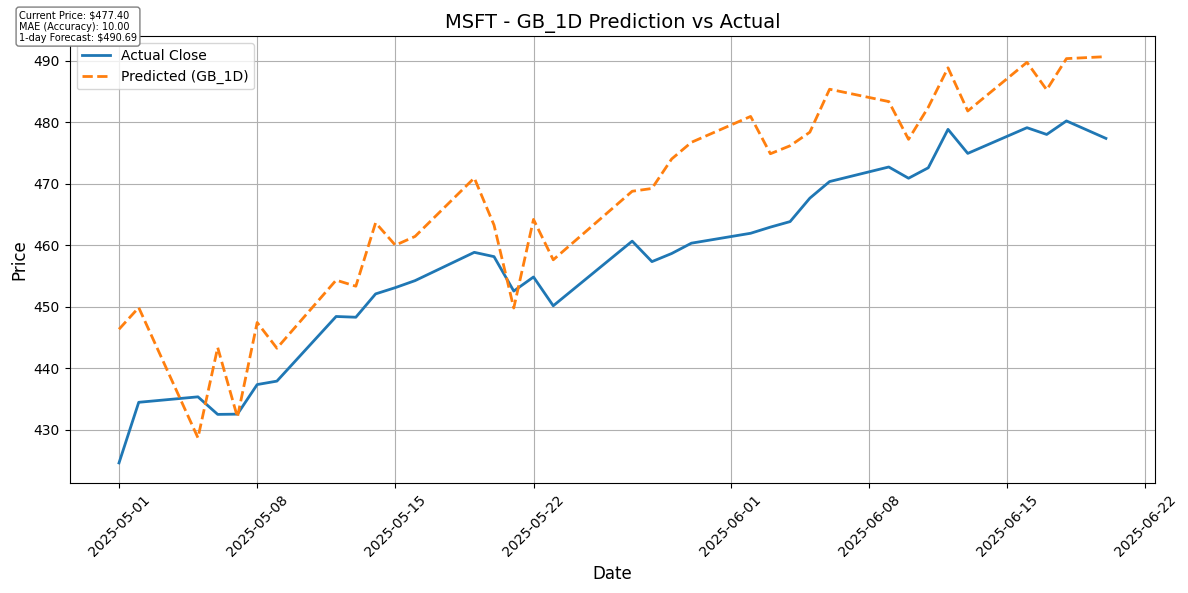 MSFT - GB_1D Prediction vs Actual
Current Price: $477.40
MAE (Accuracy): 10.00
1-day Forecast: $490.69
Actual Close
Predicted (GB_1D)
Price
490
480
470
460
450
440
430
2025-05-01
2025-05-08
2025-05-15
2025-05-22
2025-06-01
2025-06-08
2025-06-15
2025-06-22
Date